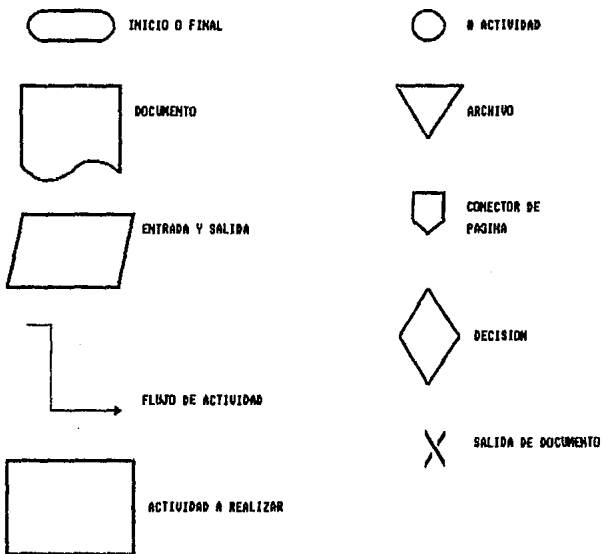 INICIO O FINAL
# ACTIVIDAD
DOCUMENTO
ARCHIVO
ENTRADA Y SALIDA
CONECTOR DE
PAGINA
DECISION
FLUJO DE ACTIVIDAD
SALIDA DE DOCUMENTO
ACTIVIDAD A REALIZAR